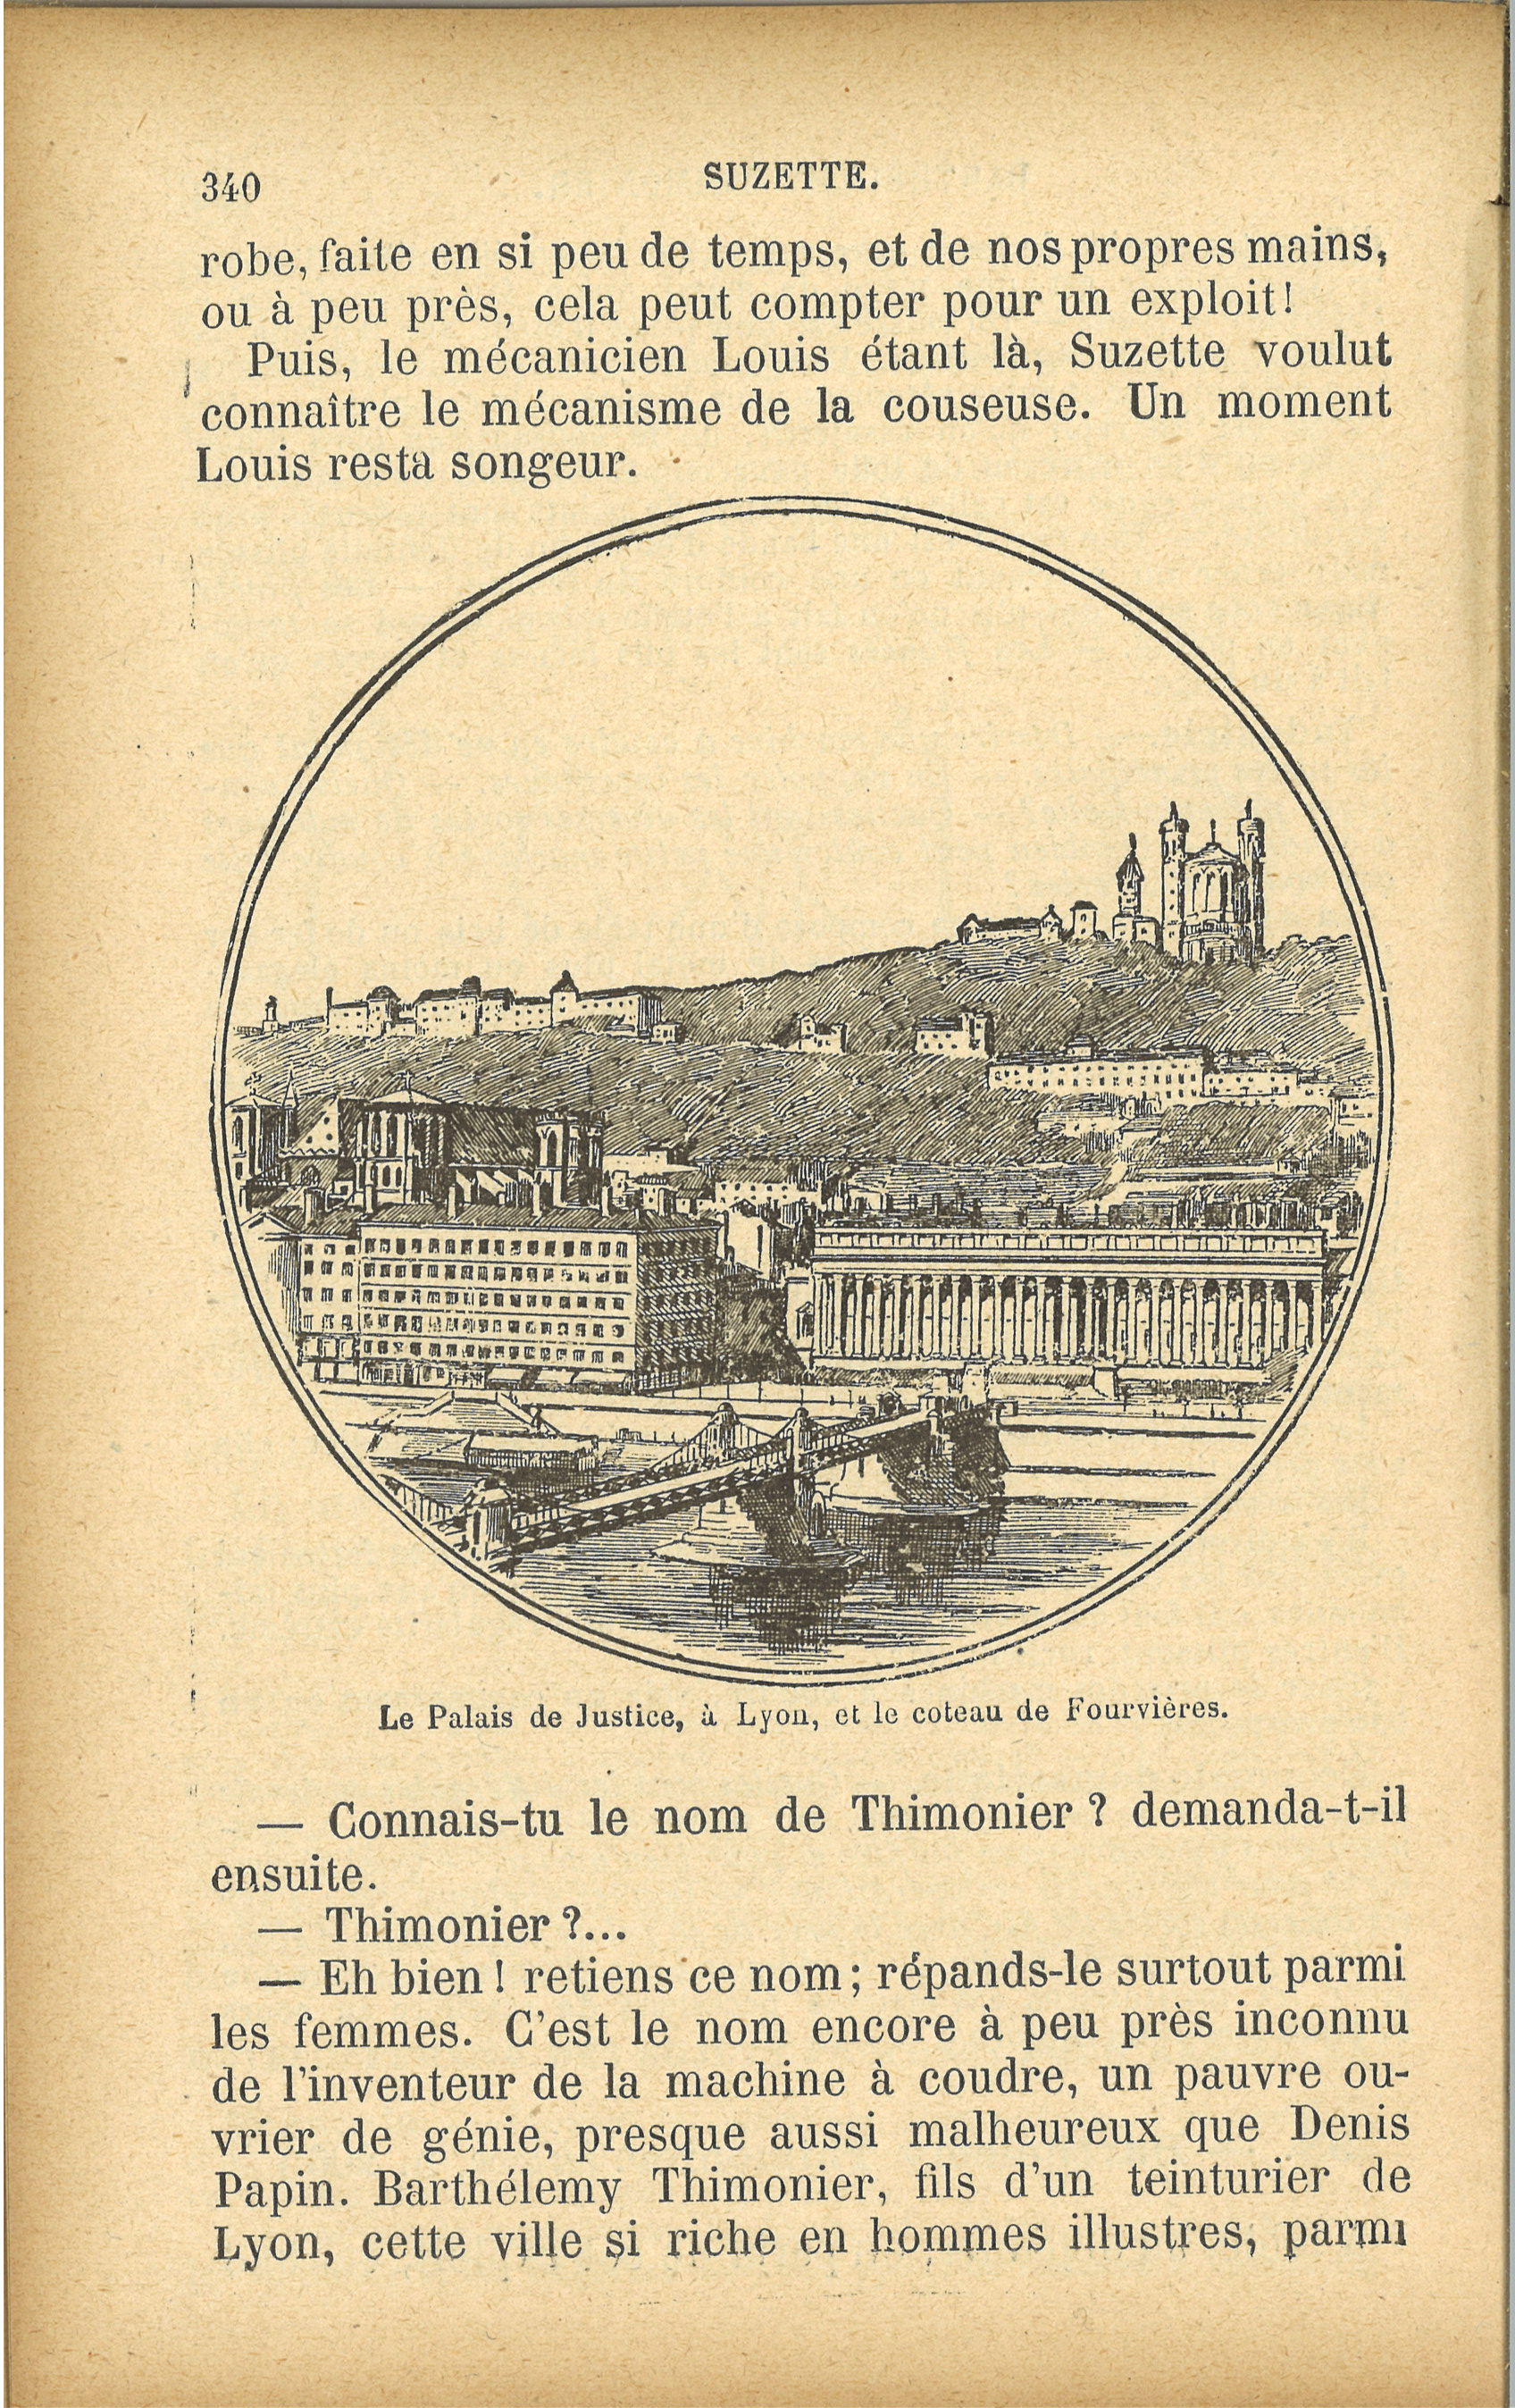 340
SUZETTE.
robe, faite en si peu de temps, et de nos propres mains,
ou à peu près, cela peut compter pour un exploit!
Puis, le mécanicien Louis étant là, Suzette voulut
connaître le mécanisme de la couseuse. Un moment
Louis resta songeur.
Le Palais de Justice, à Lyon, et le coteau de Fourvières.
— Connais-tu le nom de Thimonier ? demanda-t-il
ensuite.
— Thimonier ?...
— Eh bien ! retiens ce nom ; répands-le surtout parmi
les femmes. C'est le nom encore à peu près inconnu
de l'inventeur de la machine à coudre, un pauvre ou-
vrier de génie, presque aussi malheureux que Denis
Papin. Barthélemy Thimonier, fils d'un teinturier de
Lyon, cette ville si riche en hommes illustres, parmi